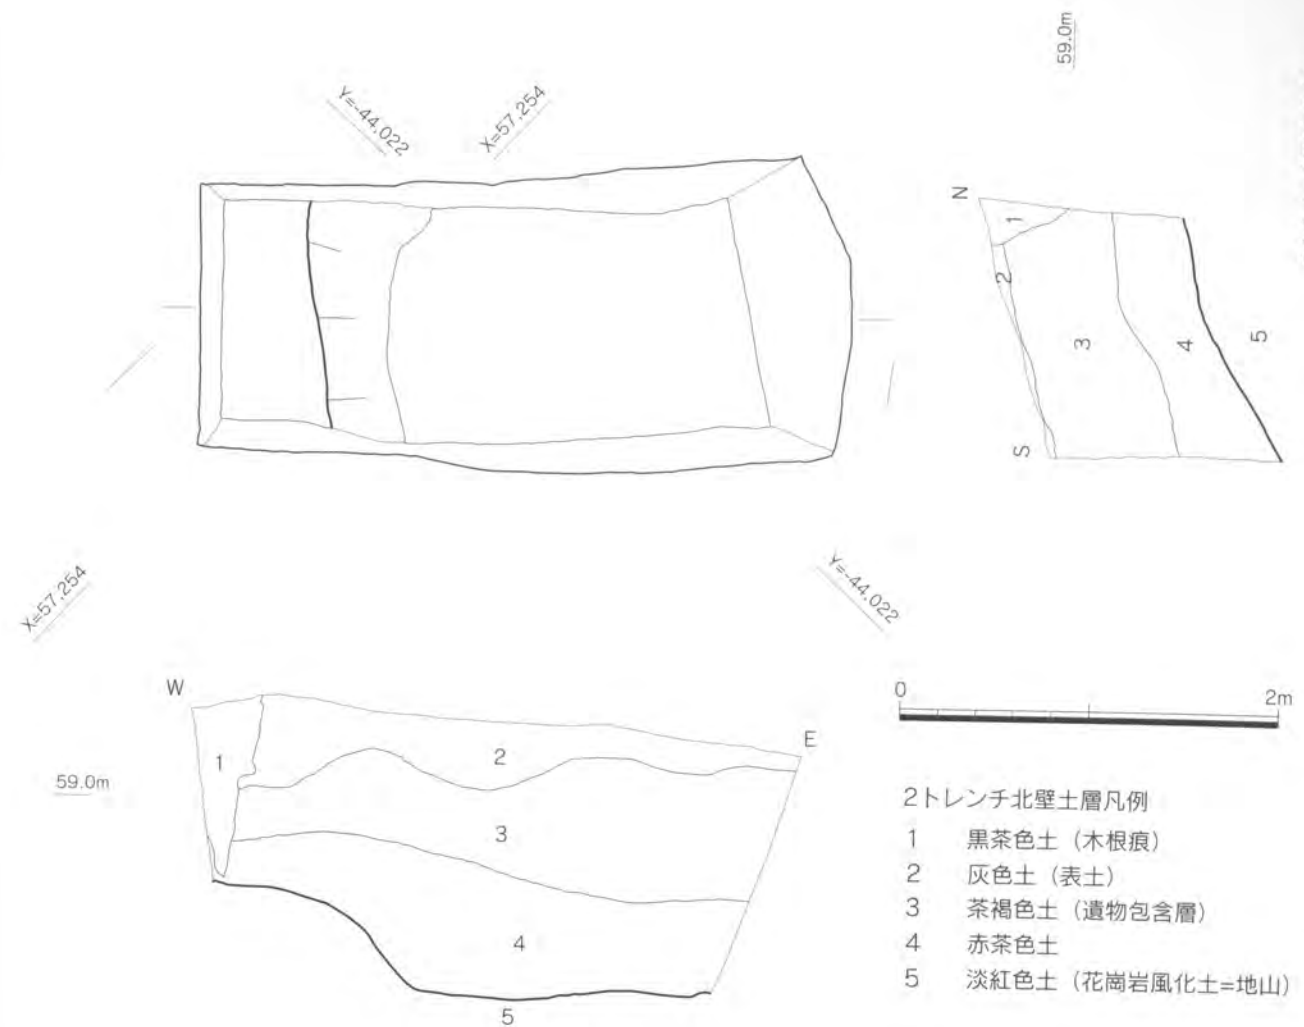 59.0m
Y=-44,022
X=57,254
N
1
2
3
4
5
S
X=57,254
Y=-44,022
W
E
1
2
3
4
5
59.0m
0
2m
2トレンチ北壁土層凡例
1 黒茶色土（木根痕）
2 灰色土（表土）
3 茶褐色土（遺物包含層）
4 赤茶色土
5 淡紅色土（花崗岩風化土=地山）